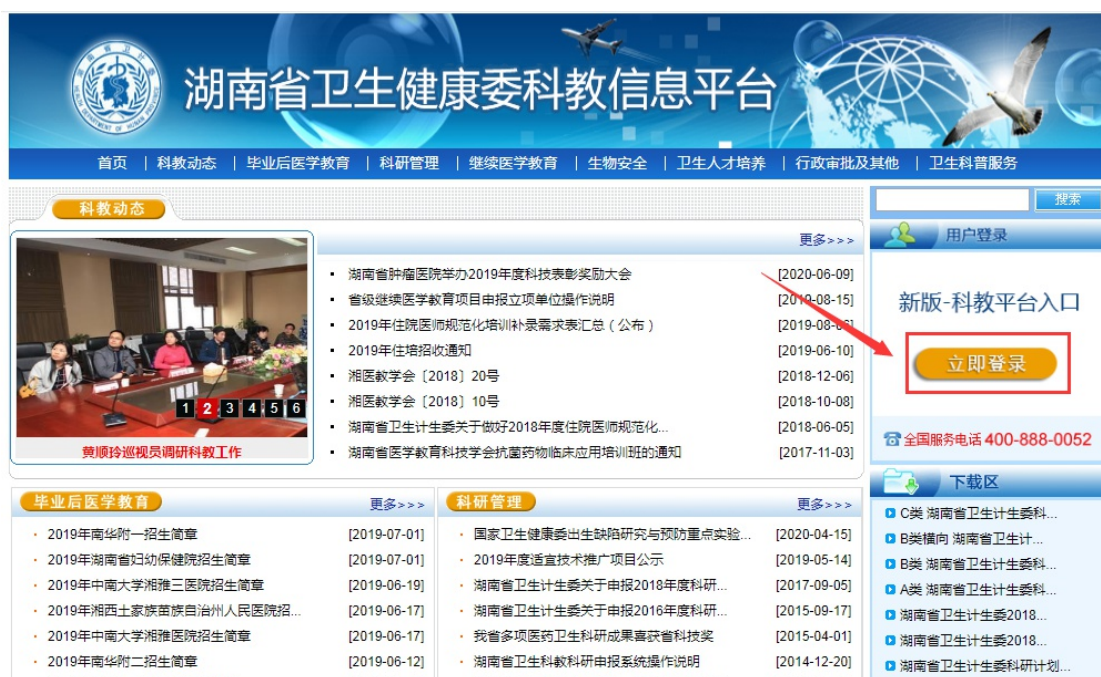 湖南省卫生健康委科教信息平台
首页 | 科教动态 | 毕业后医学教育 | 科研管理 | 继续医学教育 | 生物安全 | 卫生人才培养 | 行政审批及其他 | 卫生科普服务
搜索
科教动态
更多>>>
湖南省肿瘤医院举办2019年度科技表彰奖励大会 [2020-06-09]
省级继续医学教育项目申报立项单位操作说明 [2019-08-15]
2019年住院医师规范化培训补录需求表汇总（公布） [2019-08-
2019年住培招收通知 [2019-06-10]
湘医教学会〔2018〕20号 [2018-12-06]
湘医教学会〔2018〕10号 [2018-10-08]
湖南省卫生计生委关于做好2018年度住院医师规范化... [2018-06-05]
湖南省医学教育科技学会抗菌药物临床应用培训班的通知 [2017-11-03]
1 2 3 4 5 6
黄顺玲巡视员调研科教工作
用户登录
新版-科教平台入口
立即登录
全国服务电话 400-888-0052
毕业后医学教育
更多>>>
2019年南华附一招生简章 [2019-07-01]
2019年湖南省妇幼保健院招生简章 [2019-07-01]
2019年中南大学湘雅三医院招生简章 [2019-06-19]
2019年湘西土家族苗族自治州人民医院招... [2019-06-17]
2019年中南大学湘雅医院招生简章 [2019-06-17]
2019年南华附二招生简章 [2019-06-12]
科研管理
更多>>>
国家卫生健康委出生缺陷研究与预防重点实验... [2020-04-15]
2019年度适宜技术推广项目公示 [2019-05-14]
湖南省卫生计生委关于申报2018年度科研... [2017-09-05]
湖南省卫生计生委关于申报2016年度科研... [2015-09-17]
我省多项医药卫生科研成果喜获省科技奖 [2015-04-01]
湖南省卫生科教科研申报系统操作说明 [2014-12-20]
下载区
C类 湖南省卫生计生委科...
B类横向 湖南省卫生计...
B类 湖南省卫生计生委科...
A类 湖南省卫生计生委科...
湖南省卫生计生委2018...
湖南省卫生计生委2018...
湖南省卫生计生委科研计划...